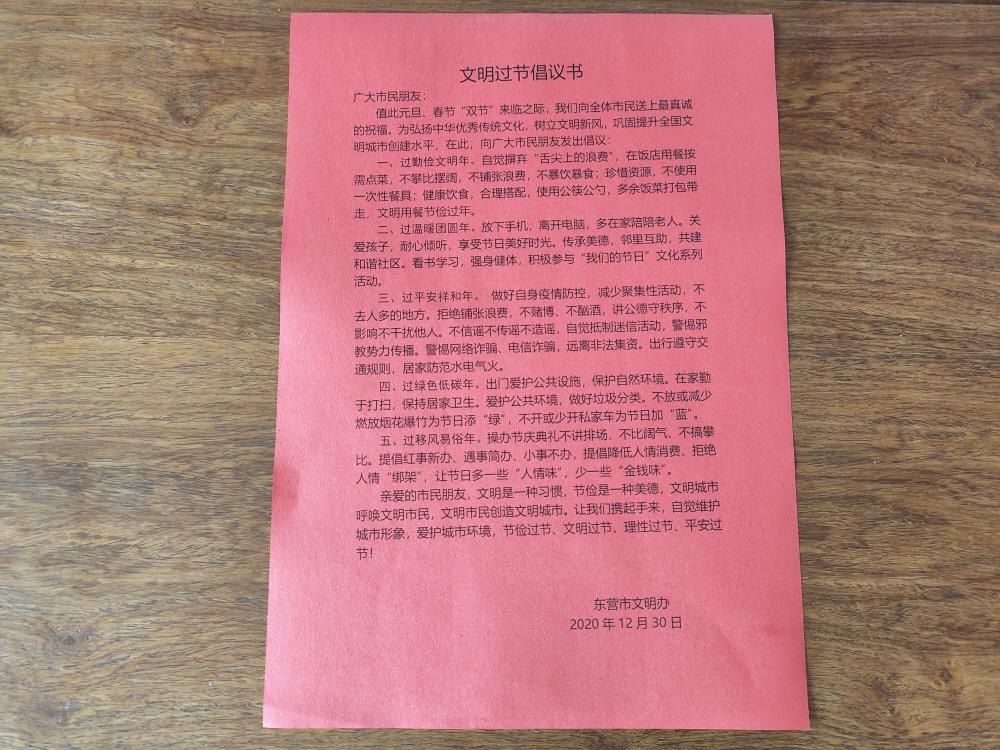 文明过节倡议书
广大市民朋友：
值此元旦、春节“双节”来临之际，我们向全体市民送上最真诚
的祝福。为弘扬中华优秀传统文化，树立文明新风，巩固提升全国文
明城市创建水平，在此，向广大市民朋友发出倡议：
一、过勤俭文明年。自觉摒弃“舌尖上的浪费”，在饭店用餐按
需点菜，不攀比摆阔，不铺张浪费，不暴饮暴食；珍惜资源，不使用
一次性餐具；健康饮食，合理搭配，使用公筷公勺，多余饭菜打包带
走，文明用餐节俭过年。
二、过温暖团圆年。放下手机，离开电脑，多在家陪陪老人。关
爱孩子，耐心倾听，享受节日美好时光。传承美德，邻里互助，共建
和谐社区。看书学习，强身健体，积极参与“我们的节日”文化系列
活动。
三、过平安祥和年。 做好自身疫情防控，减少聚集性活动，不
去人多的地方。拒绝铺张浪费，不赌博、不酗酒，讲公德守秩序，不
影响不干扰他人。不信谣不传谣不造谣，自觉抵制迷信活动，警惕邪
教势力传播。警惕网络诈骗、电信诈骗，远离非法集资。出行遵守交
通规则，居家防范水电气火。
四、过绿色低碳年。出门爱护公共设施，保护自然环境。在家勤
于打扫，保持居家卫生。爱护公共环境，做好垃圾分类。不放或减少
燃放烟花爆竹为节日添“绿”，不开或少开私家车为节日加“蓝”。
五、过移风易俗年。操办节庆典礼不讲排场、不比阔气、不搞攀
比。提倡红事新办、遇事简办、小事不办，提倡降低人情消费、拒绝
人情“绑架”，让节日多一些“人情味”，少一些“金钱味”。
亲爱的市民朋友，文明是一种习惯，节俭是一种美德，文明城市
呼唤文明市民，文明市民创造文明城市。让我们携起手来，自觉维护
城市形象，爱护城市环境，节俭过节、文明过节、理性过节、平安过
节！
东营市文明办
2020 年 12 月 30 日